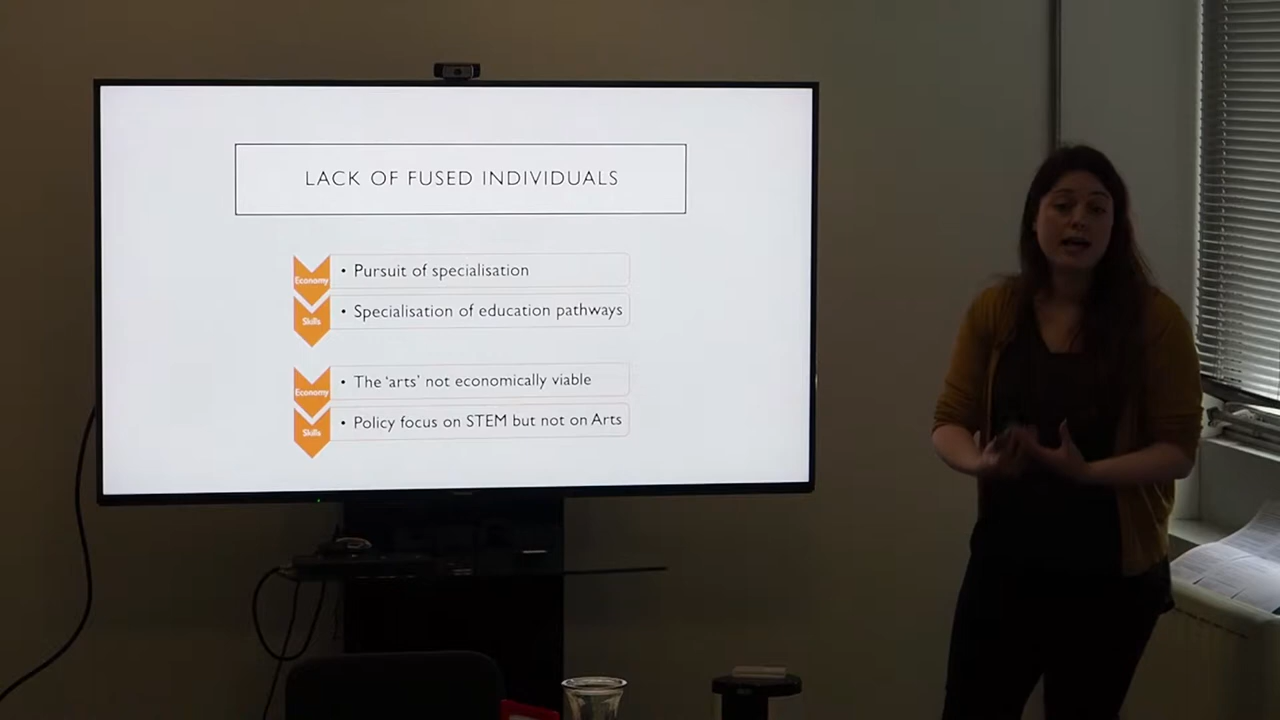 LACK OF FUSED INDIVIDUALS
Economy
• Pursuit of specialisation
Skills
• Specialisation of education pathways
Economy
• The ‘arts’ not economically viable
Skills
• Policy focus on STEM but not on Arts